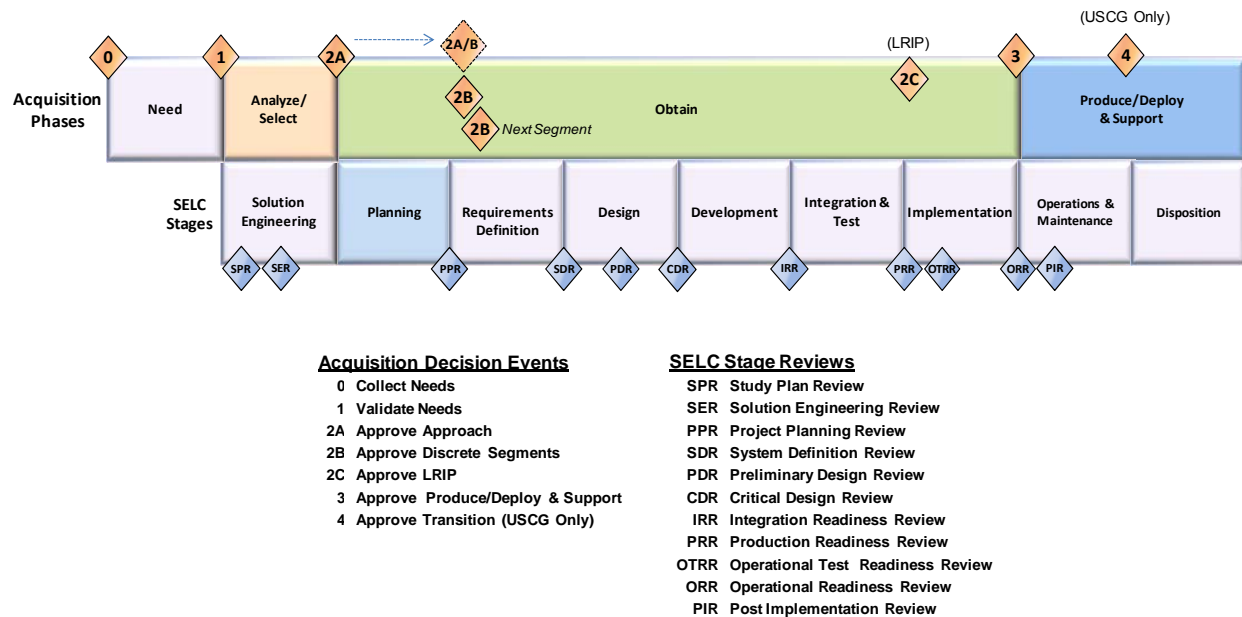 (USCG Only)
0
1
2A
2A/B
(LRIP)
3
4
2C
Acquisition
Phases
Need
Analyze/
Select
2B
2B
Next Segment
Obtain
Produce/Deploy
& Support
SELC
Stages
Solution
Engineering
Planning
Requirements
Definition
Design
Development
Integration &
Test
Implementation
Operations &
Maintenance
Disposition
SPR
SER
PPR
SDR
PDR
CDR
IRR
PRR
OTRR
ORR
PIR
Acquisition Decision Events
0 Collect Needs
1 Validate Needs
2A Approve Approach
2B Approve Discrete Segments
2C Approve LRIP
3 Approve Produce/Deploy & Support
4 Approve Transition (USCG Only)
SELC Stage Reviews
SPR Study Plan Review
SER Solution Engineering Review
PPR Project Planning Review
SDR System Definition Review
PDR Preliminary Design Review
CDR Critical Design Review
IRR Integration Readiness Review
PRR Production Readiness Review
OTRR Operational Test Readiness Review
ORR Operational Readiness Review
PIR Post Implementation Review